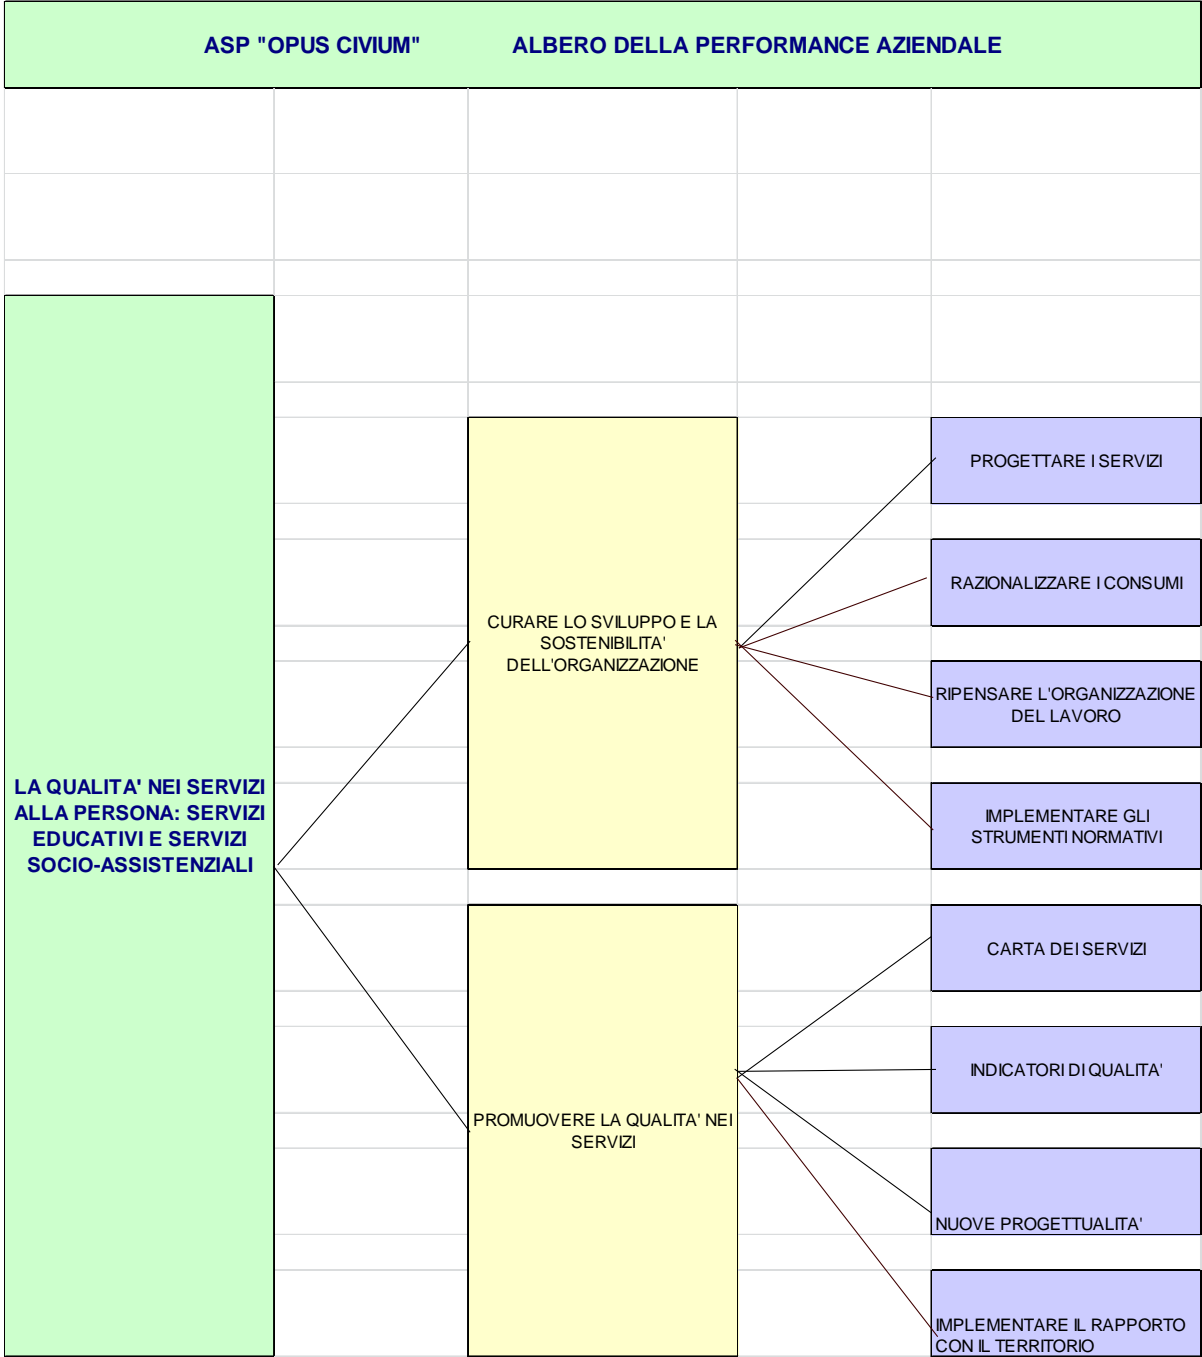 ASP "OPUS CIVIUM" ALBERO DELLA PERFORMANCE AZIENDALE
LA QUALITA' NEI SERVIZI
ALLA PERSONA: SERVIZI
EDUCATIVI E SERVIZI
SOCIO-ASSISTENZIALI
CURARE LO SVILUPPO E LA
SOSTENIBILITA'
DELL'ORGANIZZAZIONE
PROGETTARE I SERVIZI
RAZIONALIZZARE I CONSUMI
RIPENSARE L'ORGANIZZAZIONE
DEL LAVORO
IMPLEMENTARE GLI
STRUMENTI NORMATIVI
PROMUOVERE LA QUALITA' NEI
SERVIZI
CARTA DEI SERVIZI
INDICATORI DI QUALITA'
NUOVE PROGETTUALITA'
IMPLEMENTARE IL RAPPORTO
CON IL TERRITORIO